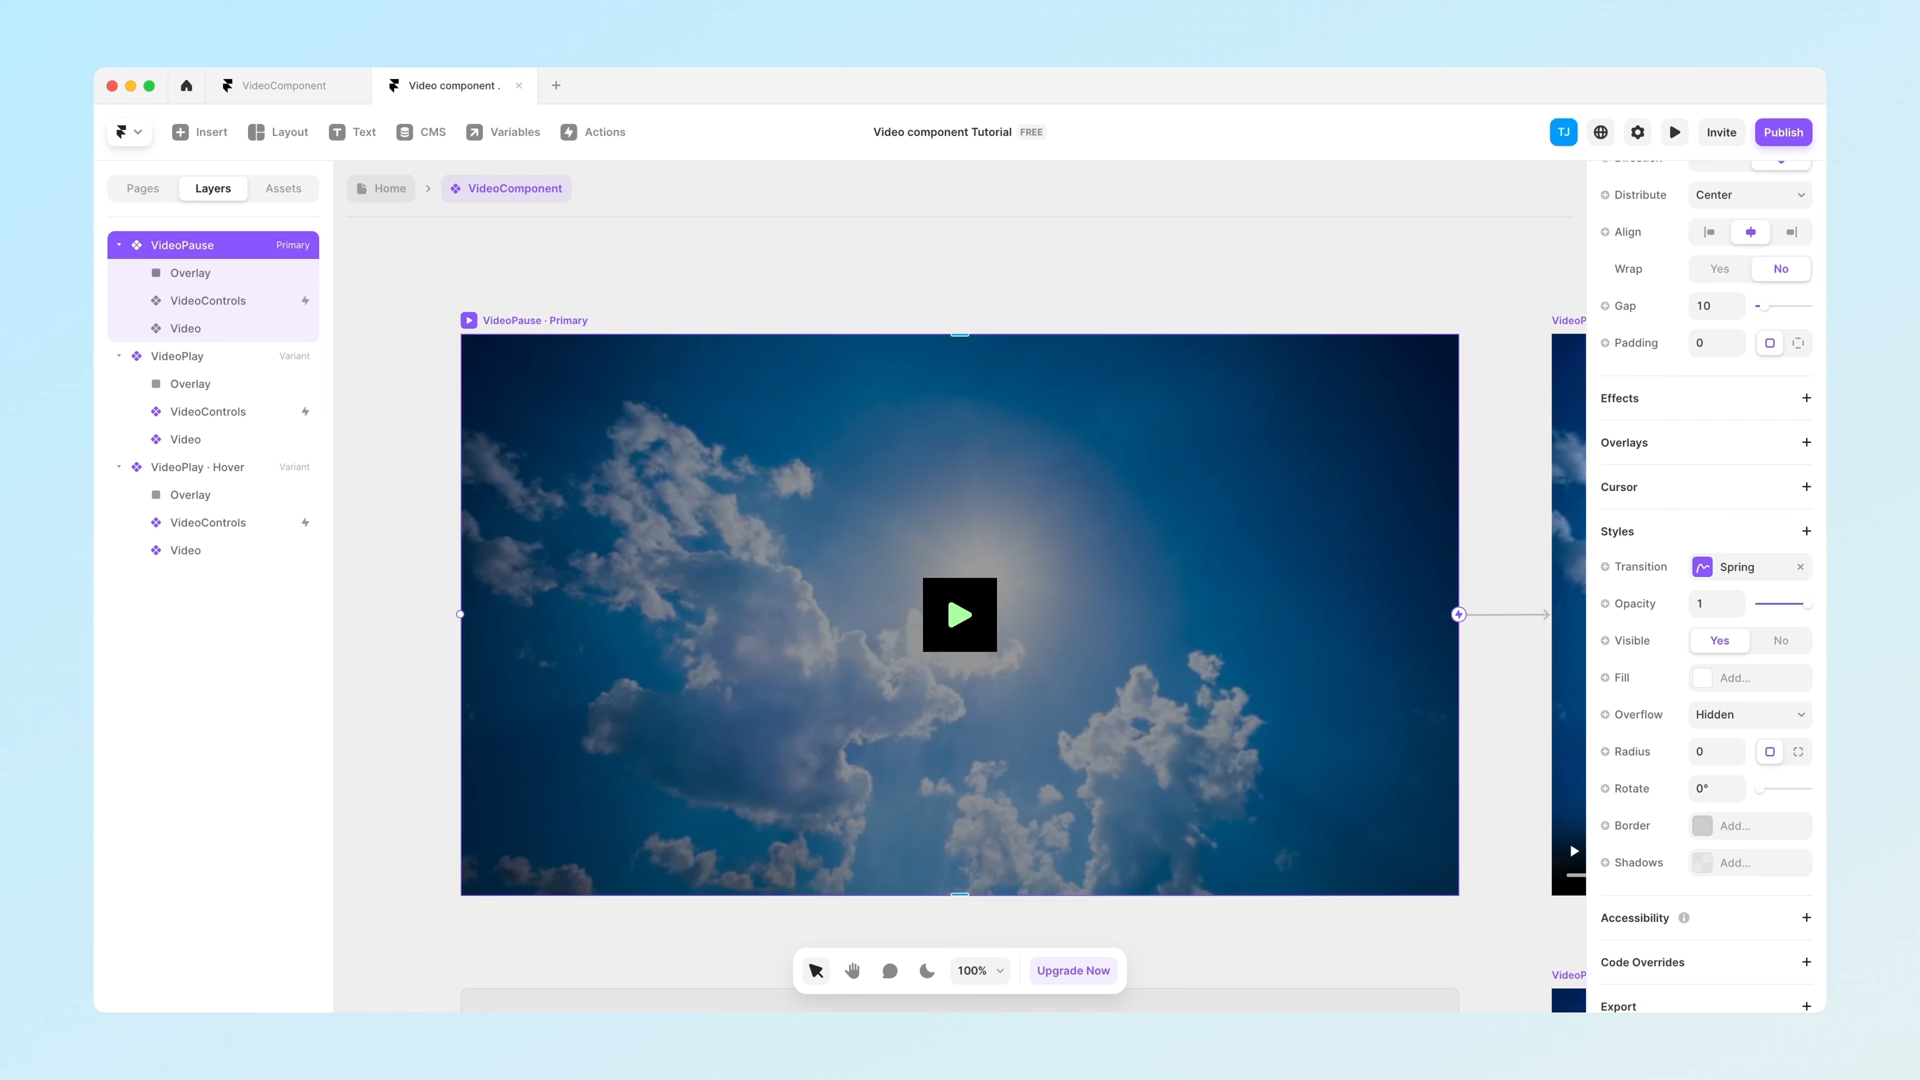 VideoComponent
Video component .
Insert
Layout
Text
CMS
Variables
Actions
Video component Tutorial
FREE
TJ
Invite
Publish
Pages
Layers
Assets
Home
VideoComponent
VideoPause
Primary
Overlay
VideoControls
Video
VideoPlay
Variant
Overlay
VideoControls
Video
VideoPlay · Hover
Variant
Overlay
VideoControls
Video
VideoPause · Primary
VideoP
VideoP
100%
Upgrade Now
Direction
Distribute
Center
Align
Wrap
Yes
No
Gap
10
Padding
0
Effects
Overlays
Cursor
Styles
Transition
Spring
Opacity
1
Visible
Yes
No
Fill
Add...
Overflow
Hidden
Radius
0
Rotate
0°
Border
Add...
Shadows
Add...
Accessibility
Code Overrides
Export